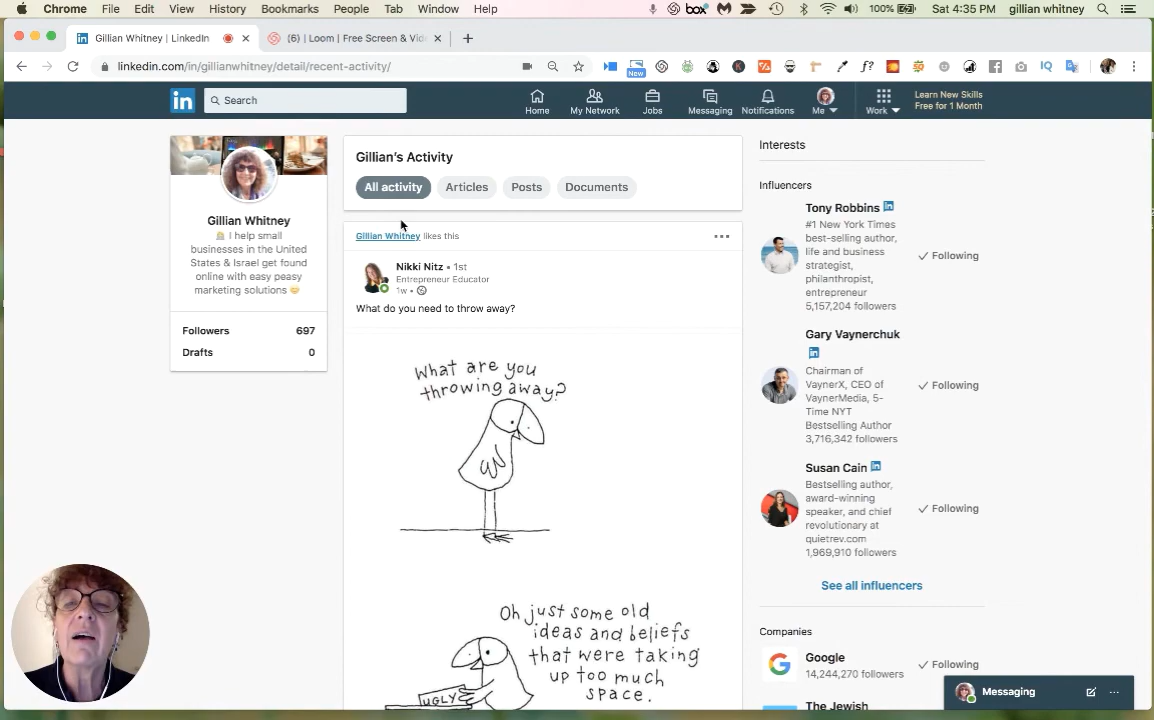 Chrome File Edit View History Bookmarks People Tab Window Help
box 100% Sat 4:35 PM gillian whitney
Gillian Whitney | LinkedIn
(6) Loom | Free Screen & Vid
linkedin.com/in/gillianwhitney/detail/recent-activity/
New
f?
IQ
in
Search
Home
My Network
Jobs
Messaging
Notifications
Me
Work
Learn New Skills
Free for 1 Month
Gillian Whitney
I help small
businesses in the United
States & Israel get found
online with easy peasy
marketing solutions
Followers 697
Drafts 0
Gillian's Activity
All activity Articles Posts Documents
Gillian Whitney likes this
Nikki Nitz • 1st
Entrepreneur Educator
1w •
What do you need to throw away?
What are you
throwing away?
Oh just some old
ideas and beliefs
that were taking
up too much
space.
UGLY
Interests
Influencers
Tony Robbins in
#1 New York Times
best-selling author,
life and business
strategist,
philanthropist,
entrepreneur
5,157,204 followers
Following
Gary Vaynerchuk
in
Chairman of
VaynerX, CEO of
VaynerMedia, 5-
Time NYT
Bestselling Author
3,716,342 followers
Following
Susan Cain in
Bestselling author,
award-winning
speaker, and chief
revolutionary at
quietrev.com
1,969,910 followers
Following
See all influencers
Companies
Google
14,244,270 followers
Following
The Jewish
Messaging